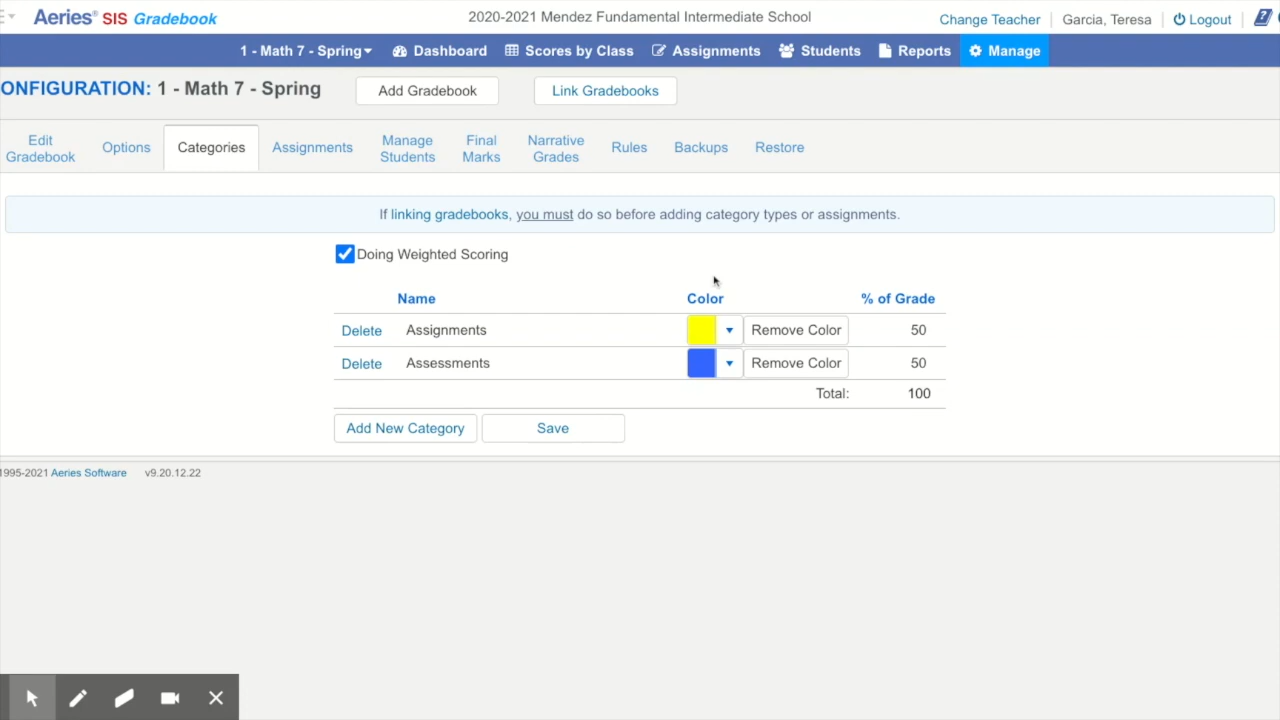 Aeries® SIS Gradebook
2020-2021 Mendez Fundamental Intermediate School
Change Teacher
Garcia, Teresa
Logout
1 - Math 7 - Spring
Dashboard
Scores by Class
Assignments
Students
Reports
Manage
ONFIGURATION: 1 - Math 7 - Spring
Add Gradebook
Link Gradebooks
Edit Gradebook
Options
Categories
Assignments
Manage Students
Final Marks
Narrative Grades
Rules
Backups
Restore
If linking gradebooks, you must do so before adding category types or assignments.
Doing Weighted Scoring
Name Color % of Grade
Delete Assignments Remove Color 50
Delete Assessments Remove Color 50
Total: 100
Add New Category Save
1995-2021 Aeries Software v9.20.12.22